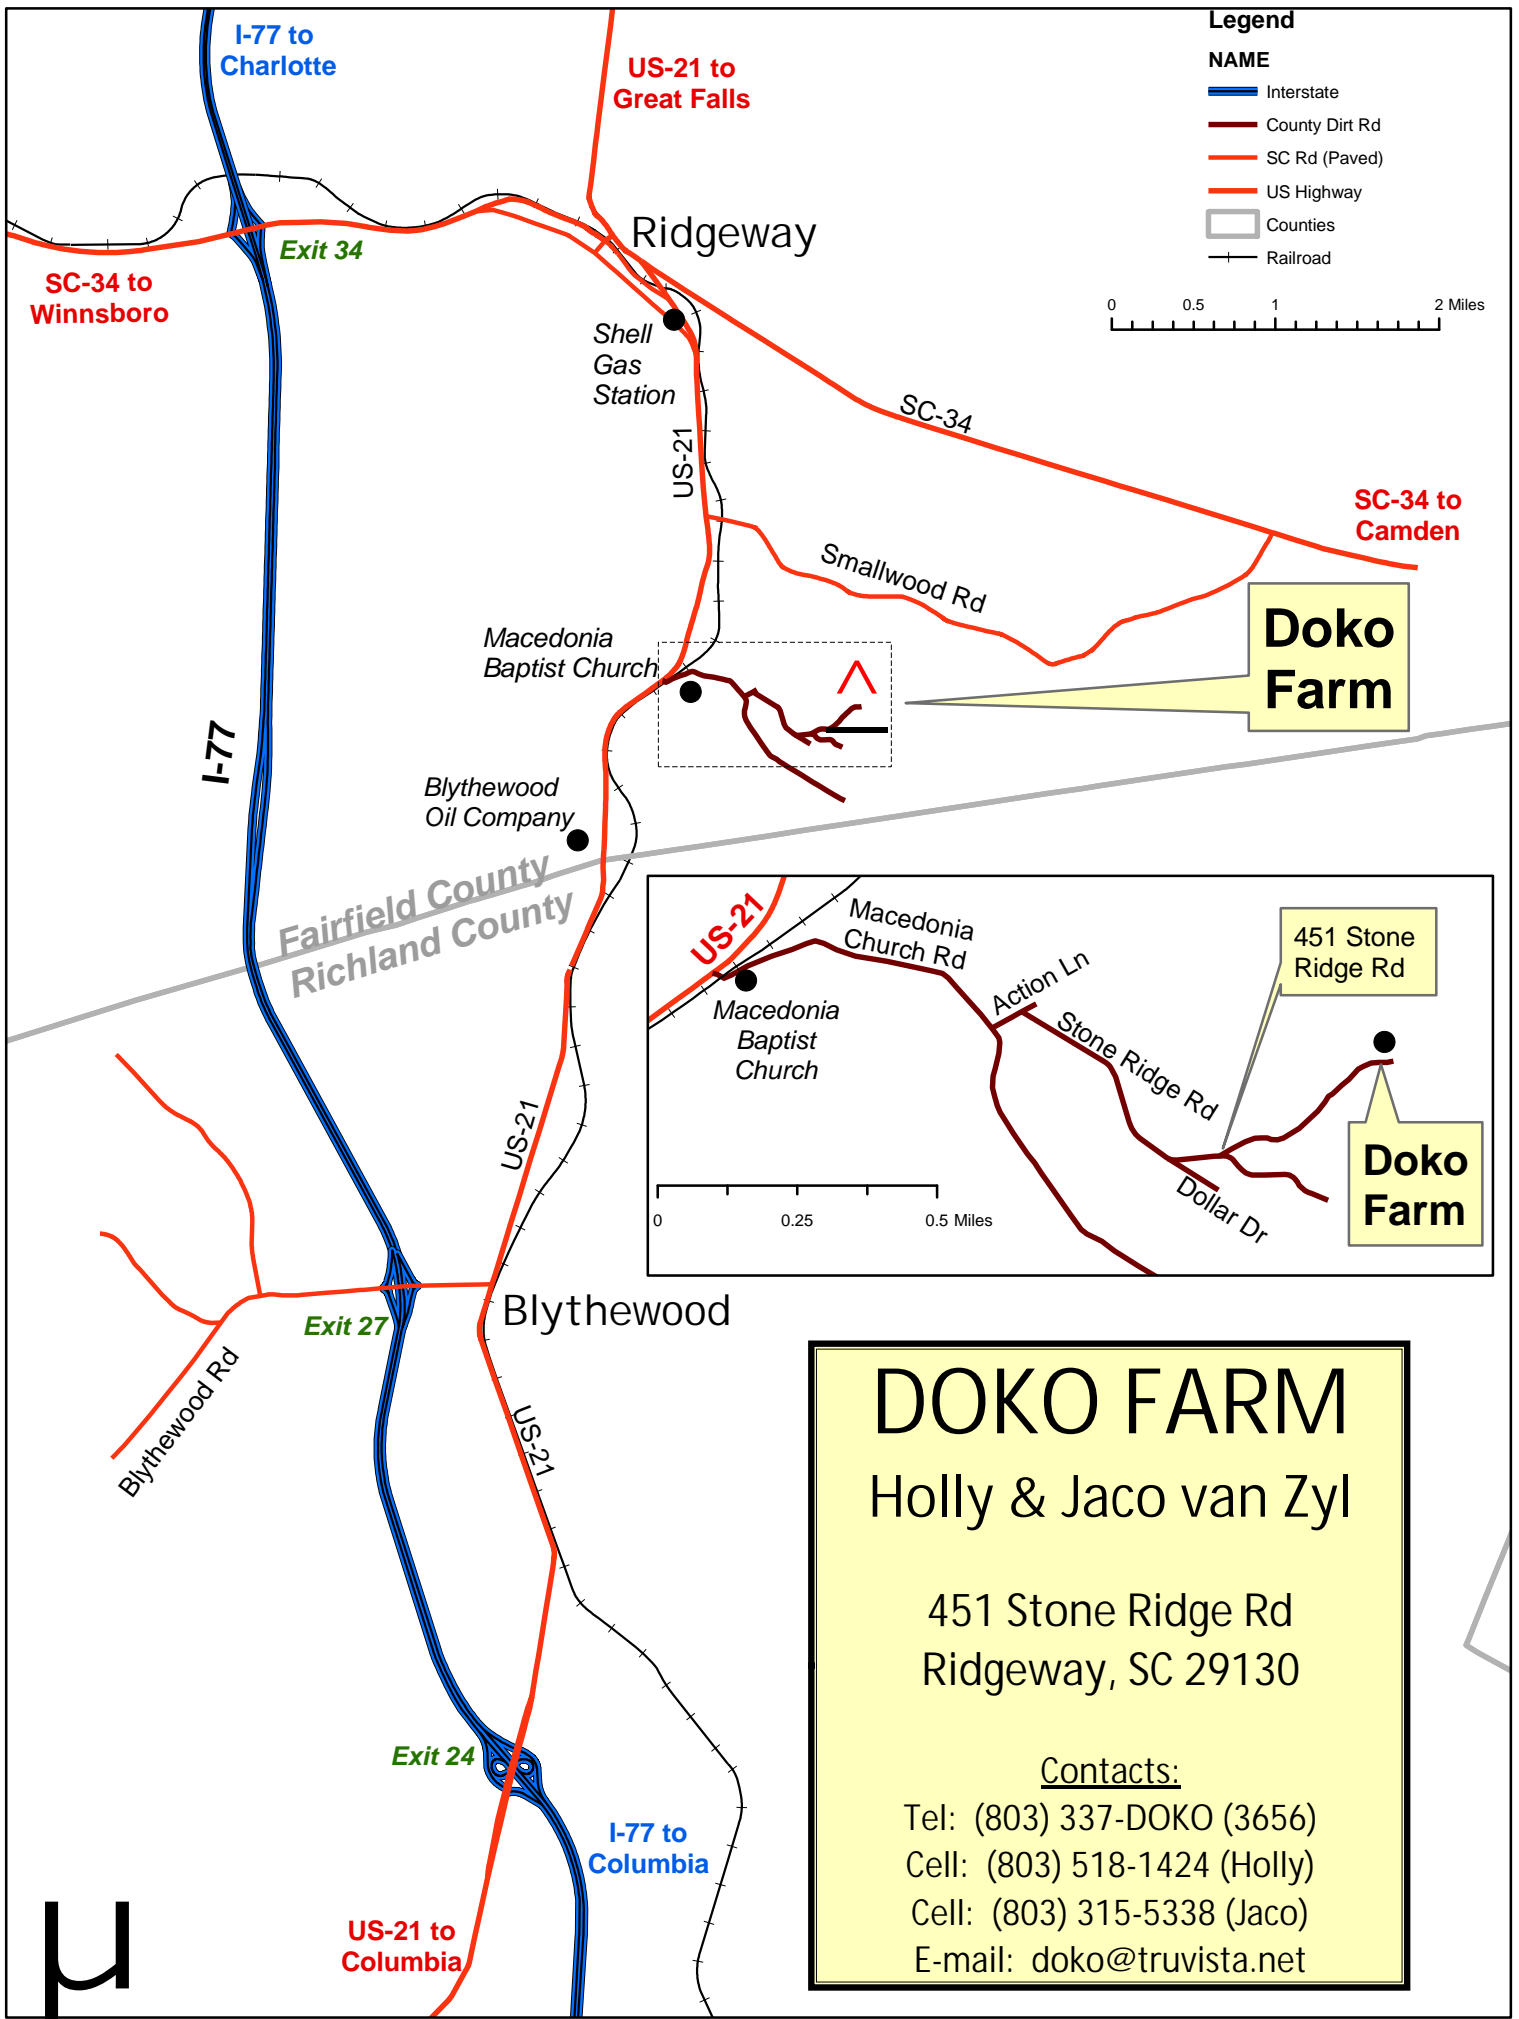 I-77 to
Charlotte
US-21 to
Great Falls
Legend
NAME
Interstate
County Dirt Rd
SC Rd (Paved)
US Highway
Counties
Railroad
0 0.5 1 2 Miles
Ridgeway
Exit 34
SC-34 to
Winnsboro
Shell
Gas
Station
SC-34
US-21
SC-34 to
Camden
Smallwood Rd
Doko
Farm
Macedonia
Baptist Church
I-77
Blythewood
Oil Company
Fairfield County
Richland County
US-21
Macedonia
Church Rd
451 Stone
Ridge Rd
Action Ln
Macedonia
Baptist
Church
Stone Ridge Rd
Doko
Farm
Dollar Dr
0 0.25 0.5 Miles
US-21
Blythewood
Exit 27
Blythewood Rd
US-21
DOKO FARM
Holly & Jaco van Zyl
451 Stone Ridge Rd
Ridgeway, SC 29130
Contacts:
Tel: (803) 337-DOKO (3656)
Cell: (803) 518-1424 (Holly)
Cell: (803) 315-5338 (Jaco)
E-mail: doko@truvista.net
Exit 24
I-77 to
Columbia
US-21 to
Columbia
µ